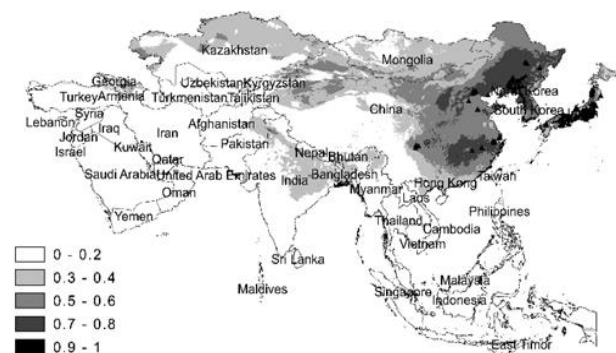 Kazakhstan
Mongolia
Georgia
Uzbekistan Kyrgyzstan
Turkey Armenia
Turkmenistan Tajikistan
North Korea
South Korea
Syria
China
Lebanon
Iraq
Iran
Afghanistan
Jordan
Israel
Kuwait
Pakistan
Nepal Bhutan
Qatar
Saudi Arabia United Arab Emirates
Bangladesh
Taiwan
India
Myanmar
Hong Kong
Oman
Laos
Yemen
Thailand
Philippines
Cambodia
Vietnam
Sri Lanka
Maldives
Malaysia
Singapore
Indonesia
East Timor
0 - 0.2
0.3 - 0.4
0.5 - 0.6
0.7 - 0.8
0.9 - 1